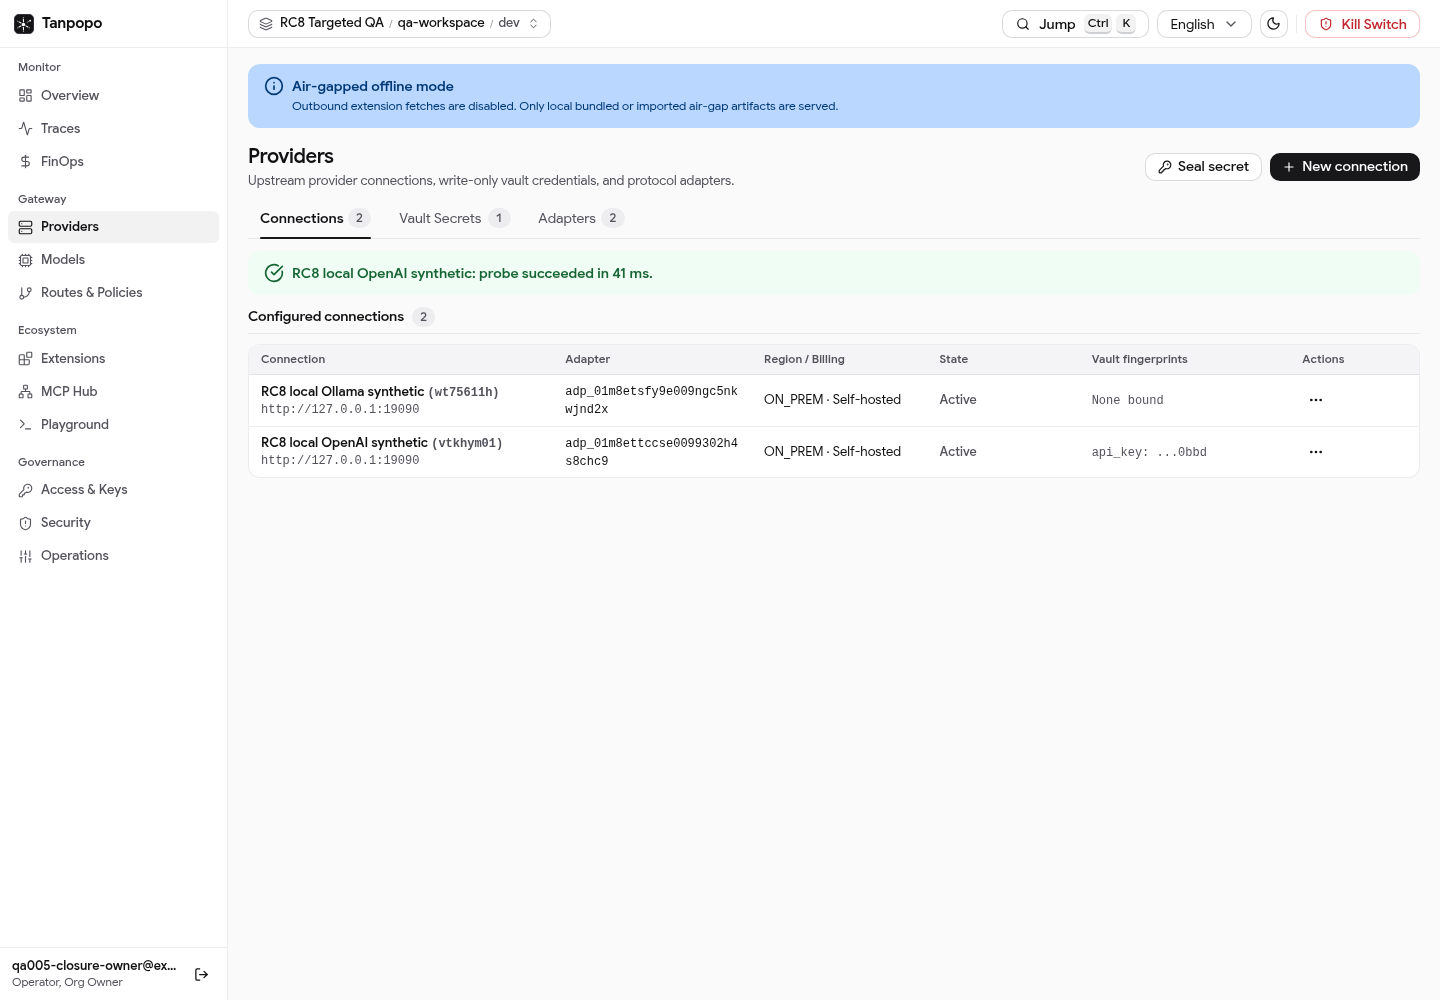 Tanpopo
RC8 Targeted QA / qa-workspace / dev
Jump Ctrl K
English
Kill Switch
Monitor
Overview
Traces
FinOps
Gateway
Providers
Models
Routes & Policies
Ecosystem
Extensions
MCP Hub
Playground
Governance
Access & Keys
Security
Operations
qa005-closure-owner@ex...
Operator, Org Owner
Air-gapped offline mode
Outbound extension fetches are disabled. Only local bundled or imported air-gap artifacts are served.
Providers
Upstream provider connections, write-only vault credentials, and protocol adapters.
Seal secret
New connection
Connections 2
Vault Secrets 1
Adapters 2
RC8 local OpenAI synthetic: probe succeeded in 41 ms.
Configured connections 2
Connection Adapter Region / Billing State Vault fingerprints Actions
RC8 local Ollama synthetic (wt75611h)
http://127.0.0.1:19090
adp_01m8etsfy9e009ngc5nk
wjnd2x
ON_PREM · Self-hosted
Active
None bound
RC8 local OpenAI synthetic (vtkhym01)
http://127.0.0.1:19090
adp_01m8ettccse0099302h4
s8chc9
ON_PREM · Self-hosted
Active
api_key: ...0bbd